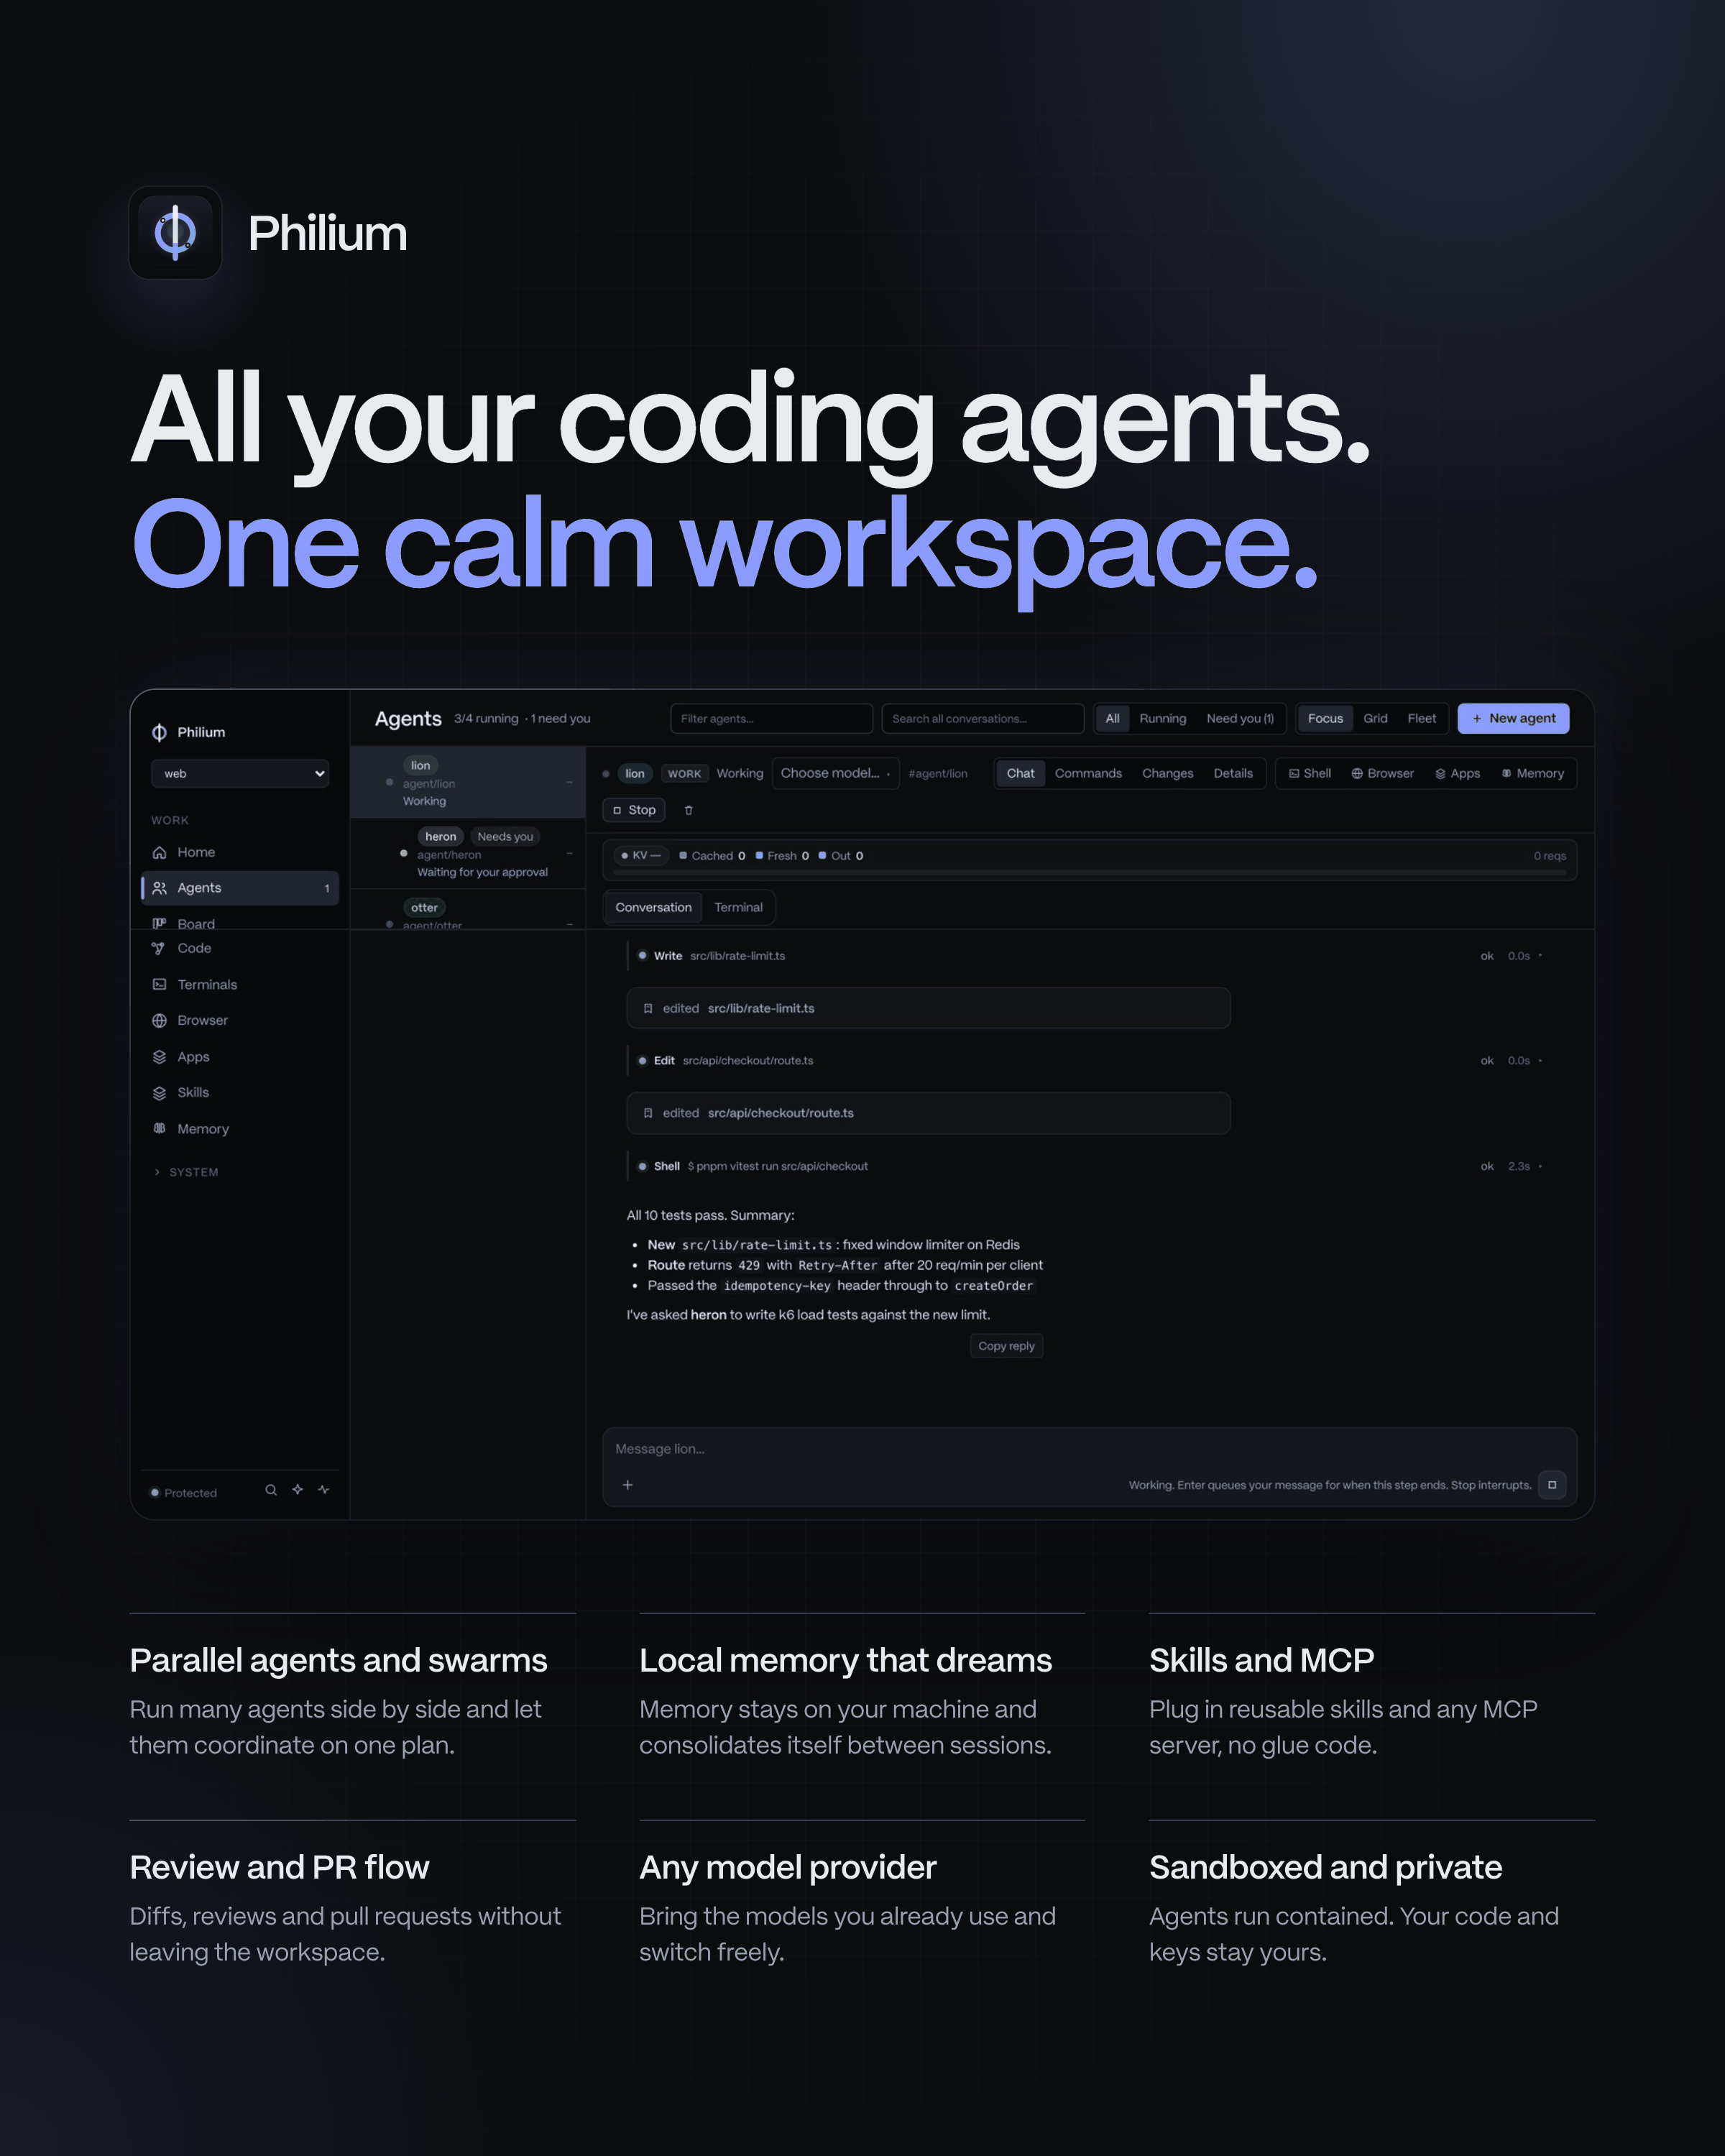 Philium
All your coding agents.
One calm workspace.
Philium
web
WORK
Home
Agents 1
Board
Code
Terminals
Browser
Apps
Skills
Memory
SYSTEM
Protected
Agents 3/4 running · 1 need you
Filter agents...
Search all conversations...
All Running Need you (1)
Focus Grid Fleet
+ New agent
lion
agent/lion
Working
heron Needs you
agent/heron
Waiting for your approval
otter
agent/otter
lion WORK Working Choose model... #agent/lion
Chat Commands Changes Details
Shell Browser Apps Memory
Stop
KV — Cached 0 Fresh 0 Out 0 0 reqs
Conversation Terminal
Write src/lib/rate-limit.ts ok 0.0s
edited src/lib/rate-limit.ts
Edit src/api/checkout/route.ts ok 0.0s
edited src/api/checkout/route.ts
Shell $ pnpm vitest run src/api/checkout ok 2.3s
All 10 tests pass. Summary:
• New src/lib/rate-limit.ts : fixed window limiter on Redis
• Route returns 429 with Retry-After after 20 req/min per client
• Passed the idempotency-key header through to createOrder
I've asked heron to write k6 load tests against the new limit.
Copy reply
Message lion...
Working. Enter queues your message for when this step ends. Stop interrupts.
Parallel agents and swarms
Run many agents side by side and let
them coordinate on one plan.
Local memory that dreams
Memory stays on your machine and
consolidates itself between sessions.
Skills and MCP
Plug in reusable skills and any MCP
server, no glue code.
Review and PR flow
Diffs, reviews and pull requests without
leaving the workspace.
Any model provider
Bring the models you already use and
switch freely.
Sandboxed and private
Agents run contained. Your code and
keys stay yours.